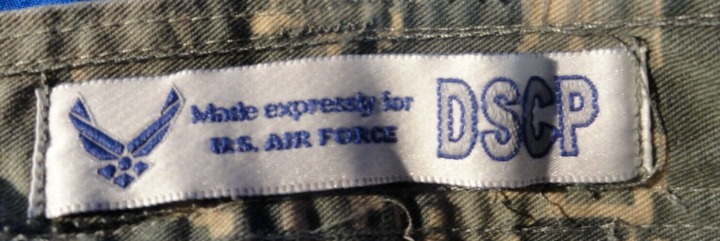 Made expressly for
U.S. AIR FORCE
DSCP